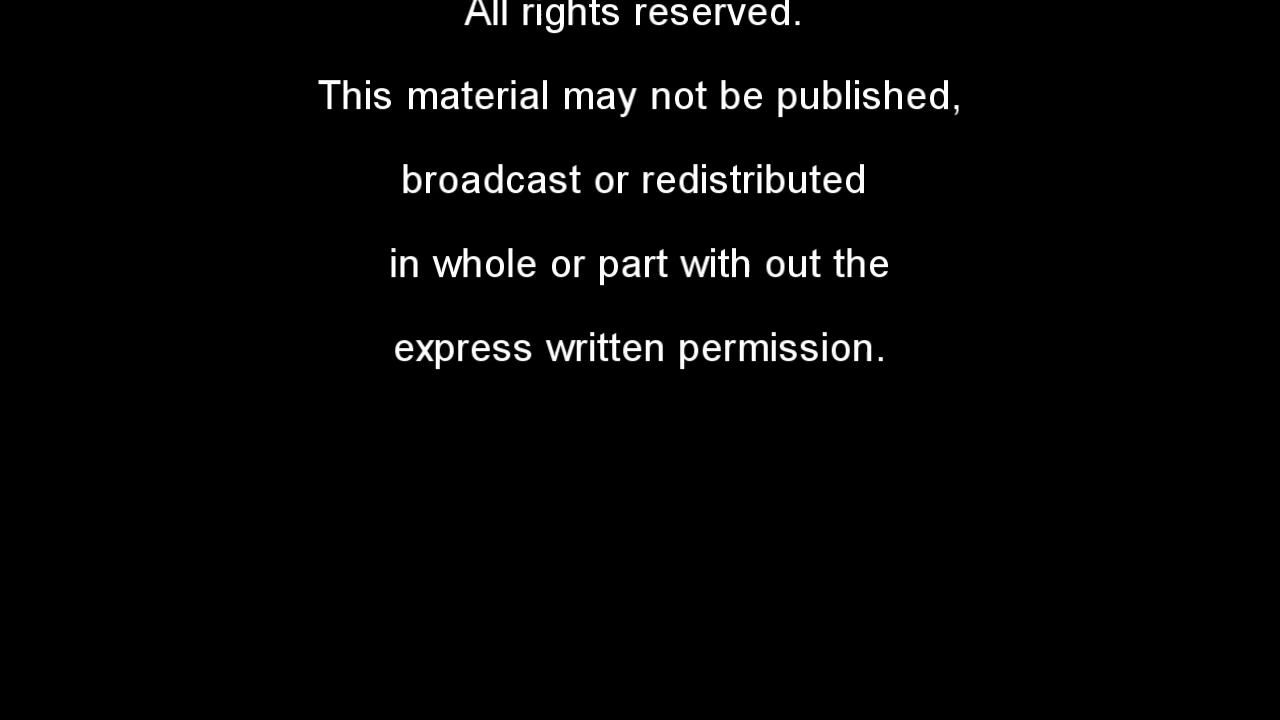 All rights reserved.
This material may not be published,
broadcast or redistributed
in whole or part with out the
express written permission.